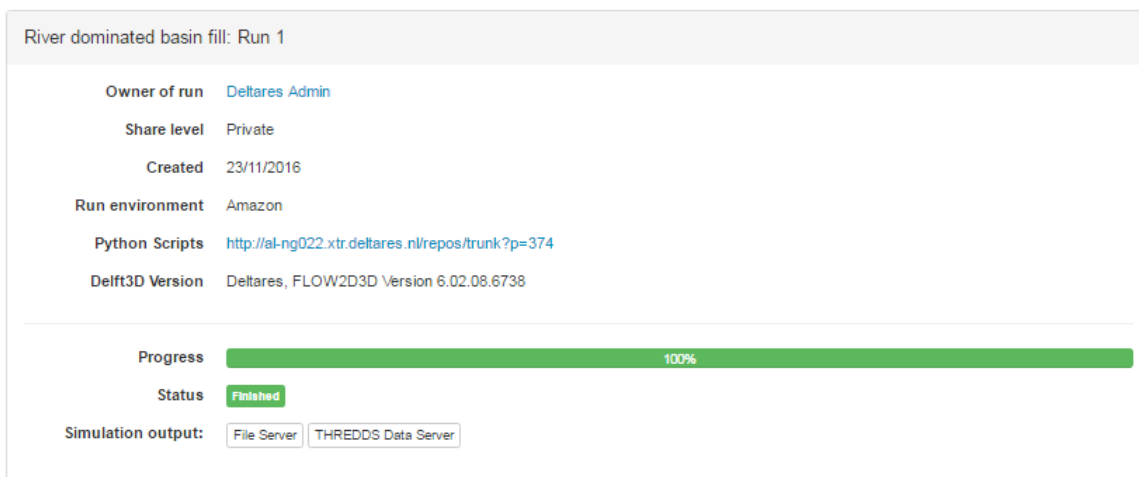 River dominated basin fill: Run 1
Owner of run Deltares Admin
Share level Private
Created 23/11/2016
Run environment Amazon
Python Scripts http://al-ng022.xtr.deltares.nl/repos/trunk?p=374
Delft3D Version Deltares, FLOW2D3D Version 6.02.08.6738
Progress 100%
Status Finished
Simulation output: File Server THREDDS Data Server